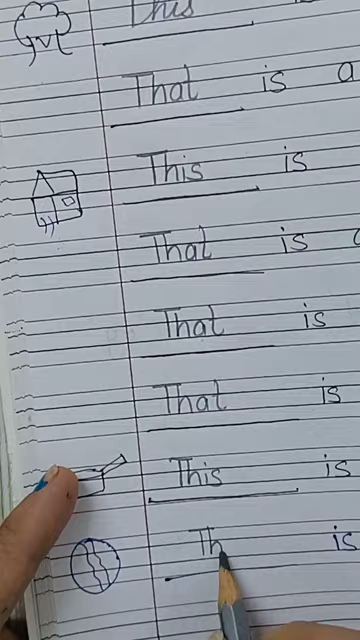 This
That is a
This is
That is a
That is
That is
This is
Th is